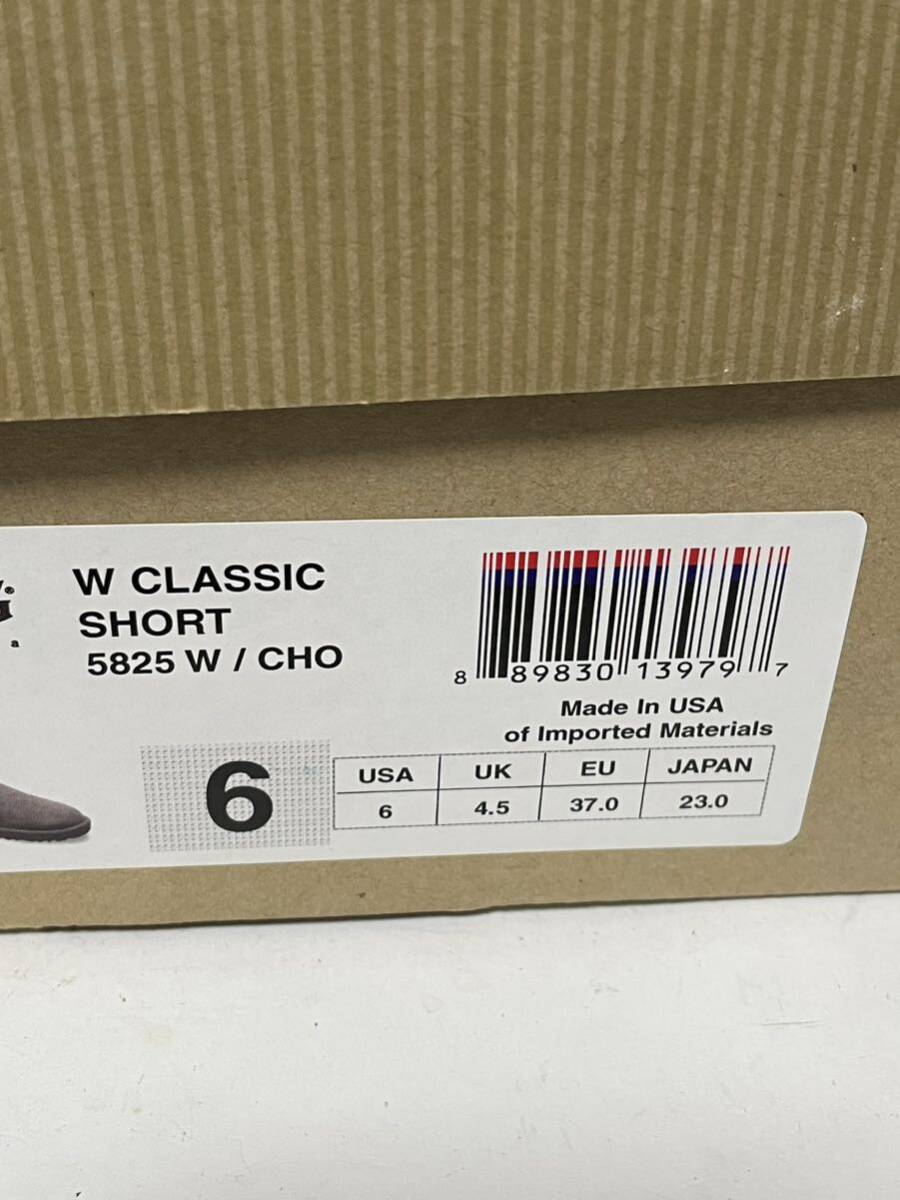 W CLASSIC
SHORT
5825 W / CHO
8 89830 13979 7
Made In USA
of Imported Materials
6
USA UK EU JAPAN
6 4.5 37.0 23.0